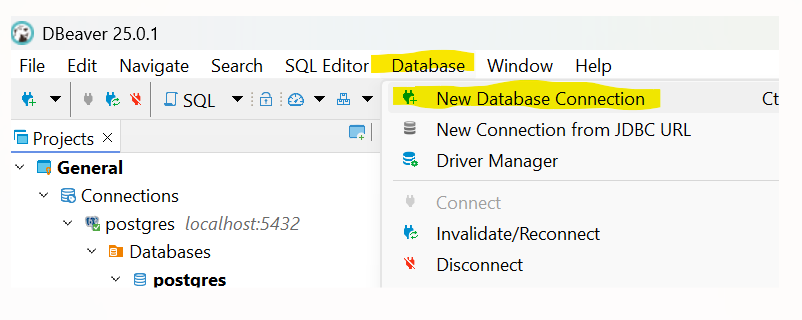 DBeaver 25.0.1
File Edit Navigate Search SQL Editor Database Window Help
SQL
New Database Connection Ct
New Connection from JDBC URL
Driver Manager
Connect
Invalidate/Reconnect
Disconnect
Projects
General
Connections
postgres localhost:5432
Databases
postgres